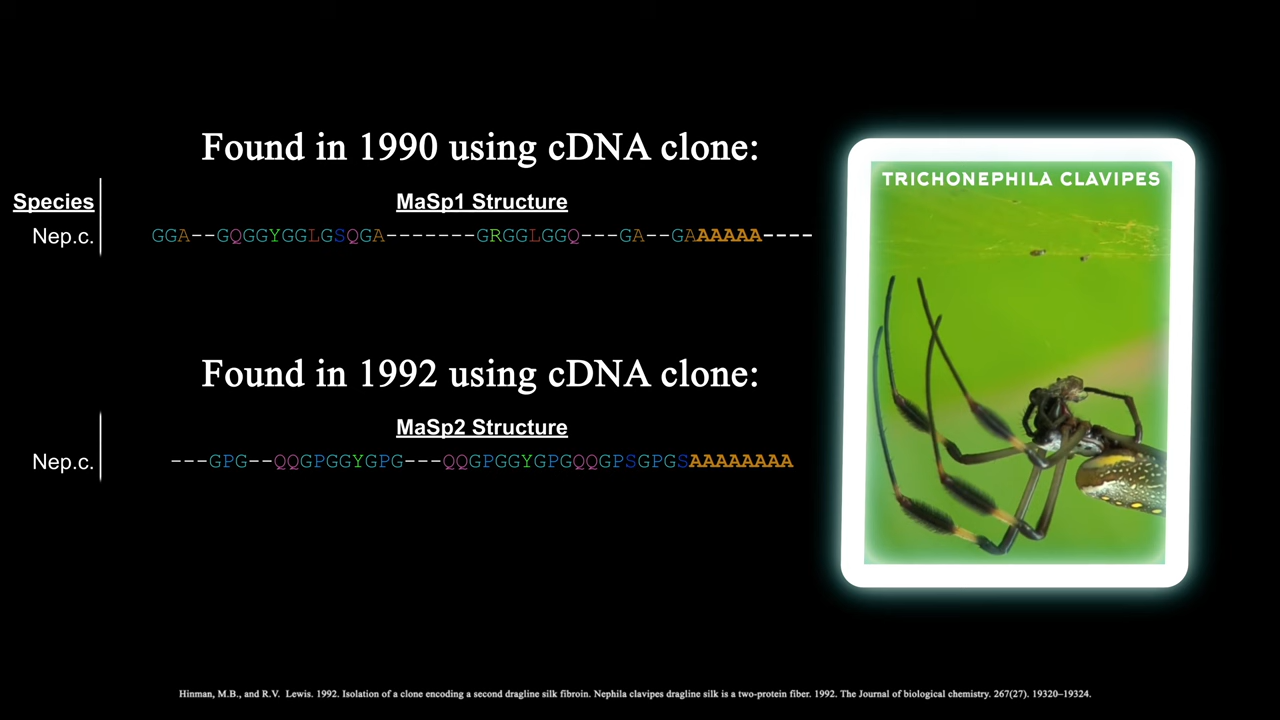 Found in 1990 using cDNA clone:
Species
MaSp1 Structure
Nep.c.
GGA--GQGGYGGLGSQGA-------GRGGLGGQ---GA--GAAAAAA----
Found in 1992 using cDNA clone:
MaSp2 Structure
Nep.c.
---GPG--QQGPGGYGPG---QQGPGGYGPGQQGPSGPGSAAAAAAAA
TRICHONEPHILA CLAVIPES
Hinman, M.B., and R.V. Lewis. 1992. Isolation of a clone encoding a second dragline silk fibroin. Nephila clavipes dragline silk is a two-protein fiber. 1992. The Journal of biological chemistry. 267(27). 19320–19324.